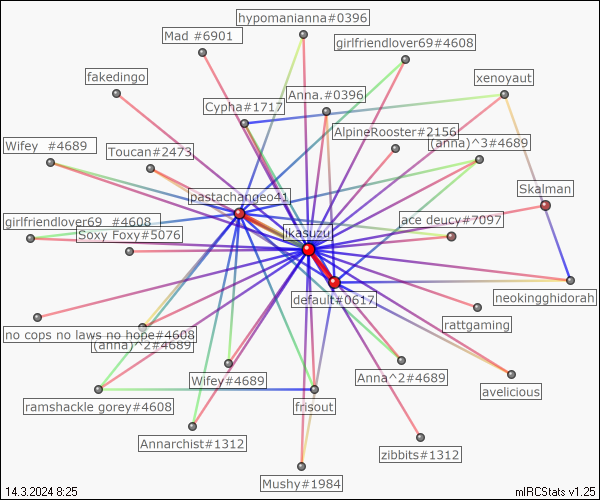 hypomanianna#0396
Mad #6901
girlfriendlover69#4608
fakedingo
xenoyaut
Cypha#1717
Anna.#0396
AlpineRooster#2156
Wifey  #4689
Toucan#2473
(anna)^3#4689
pastachangeo41
Skalman
girlfriendlover69  #4608
ace deucy#7097
Soxy Foxy#5076
ikasuzu
default#0617
neokingghidorah
rattgaming
no cops no laws no hope#4608
(anna)^2#4689
Wifey#4689
Anna^2#4689
avelicious
ramshackle gorey#4608
frisout
Annarchist#1312
zibbits#1312
Mushy#1984
14.3.2024 8:25
mIRCStats v1.25